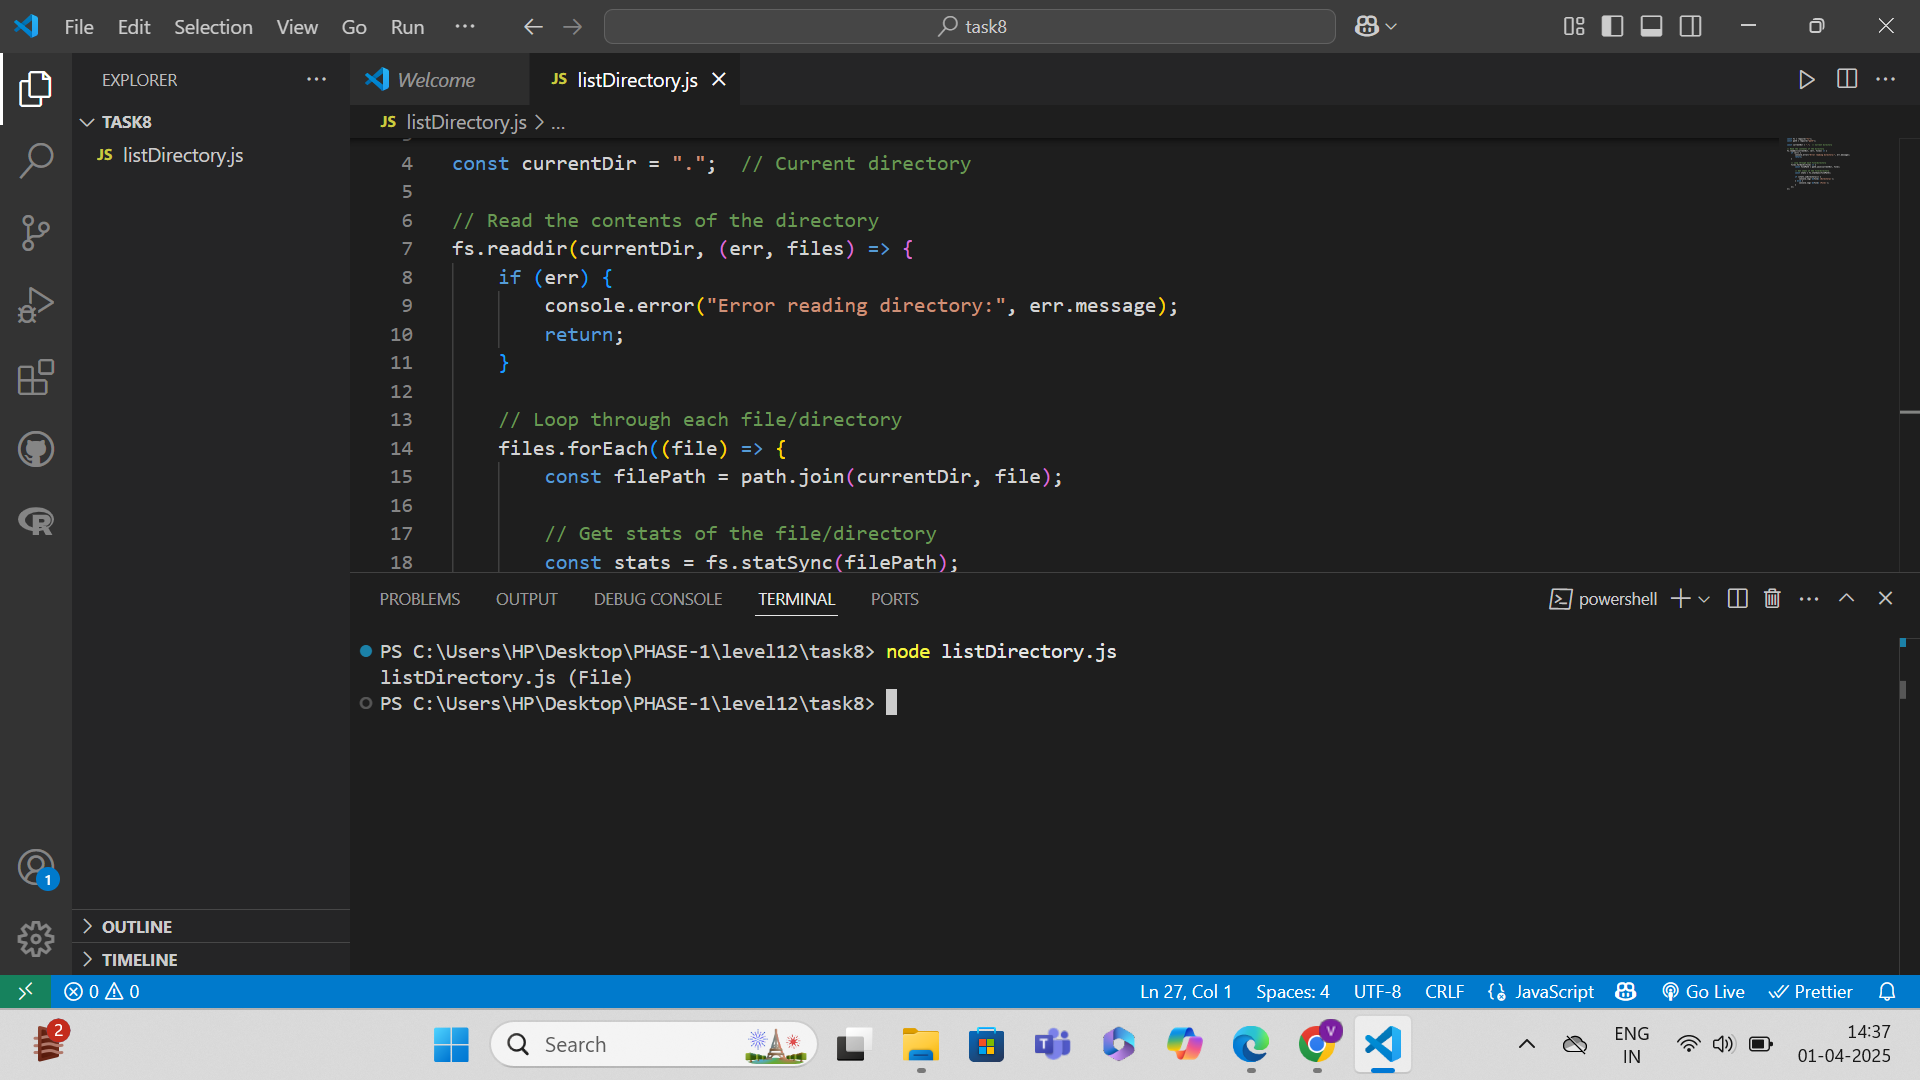 File Edit Selection View Go Run ··· task8
EXPLORER
TASK8
JS listDirectory.js
OUTLINE
TIMELINE
Welcome
JS listDirectory.js
JS listDirectory.js > ...
4 const currentDir = "."; // Current directory
5
6 // Read the contents of the directory
7 fs.readdir(currentDir, (err, files) => {
8 if (err) {
9 console.error("Error reading directory:", err.message);
10 return;
11 }
12
13 // Loop through each file/directory
14 files.forEach((file) => {
15 const filePath = path.join(currentDir, file);
16
17 // Get stats of the file/directory
18 const stats = fs.statSync(filePath);
PROBLEMS OUTPUT DEBUG CONSOLE TERMINAL PORTS powershell
PS C:\Users\HP\Desktop\PHASE-1\level12\task8> node listDirectory.js
listDirectory.js (File)
PS C:\Users\HP\Desktop\PHASE-1\level12\task8>
1
0 0 Ln 27, Col 1 Spaces: 4 UTF-8 CRLF {} JavaScript Go Live Prettier
2
Search
V
ENG
IN
14:37
01-04-2025